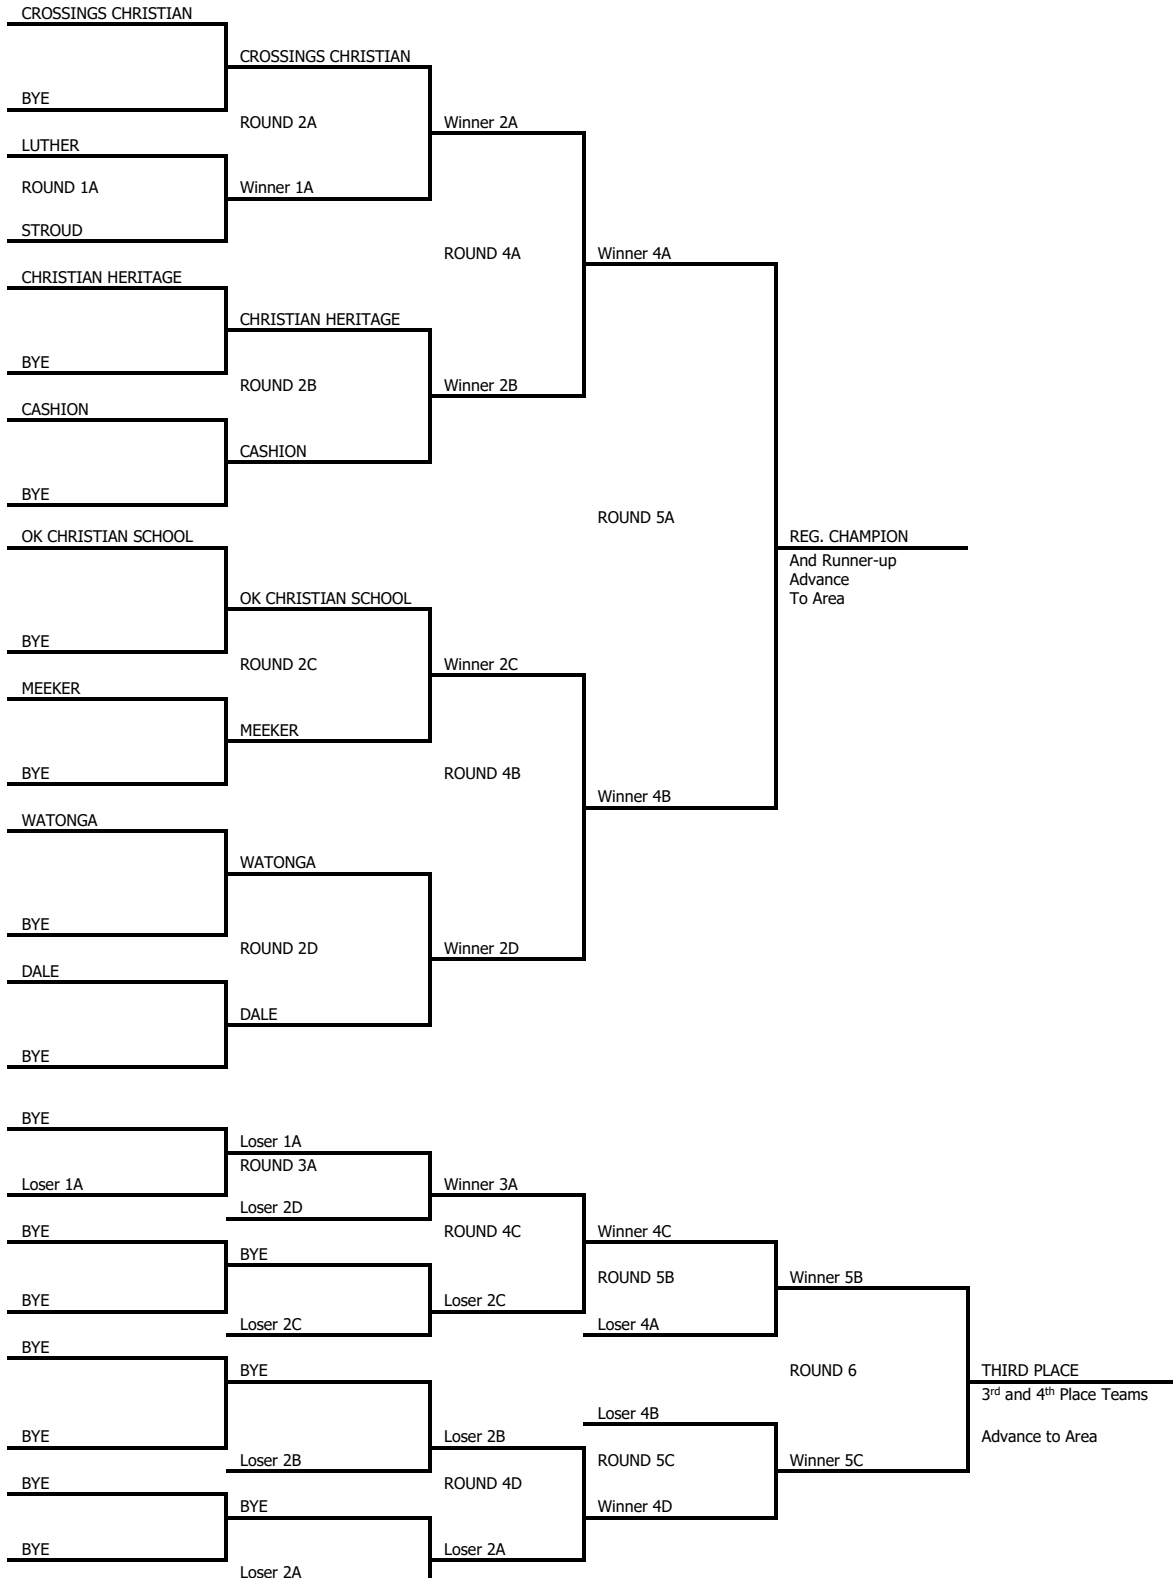 CROSSINGS CHRISTIAN
CROSSINGS CHRISTIAN
BYE
ROUND 2A
Winner 2A
LUTHER
ROUND 1A
Winner 1A
STROUD
ROUND 4A
Winner 4A
CHRISTIAN HERITAGE
CHRISTIAN HERITAGE
BYE
ROUND 2B
Winner 2B
CASHION
CASHION
BYE
ROUND 5A
OK CHRISTIAN SCHOOL
REG. CHAMPION
And Runner-up
Advance
To Area
OK CHRISTIAN SCHOOL
BYE
ROUND 2C
Winner 2C
MEEKER
MEEKER
BYE
ROUND 4B
Winner 4B
WATONGA
WATONGA
BYE
ROUND 2D
Winner 2D
DALE
DALE
BYE
BYE
Loser 1A
ROUND 3A
Loser 1A
Winner 3A
Loser 2D
BYE
ROUND 4C
Winner 4C
BYE
ROUND 5B
Winner 5B
BYE
Loser 2C
Loser 2C
Loser 4A
BYE
BYE
ROUND 6
THIRD PLACE
3rd and 4th Place Teams
Loser 4B
BYE
Loser 2B
Advance to Area
Loser 2B
ROUND 5C
Winner 5C
BYE
ROUND 4D
BYE
Winner 4D
BYE
Loser 2A
Loser 2A